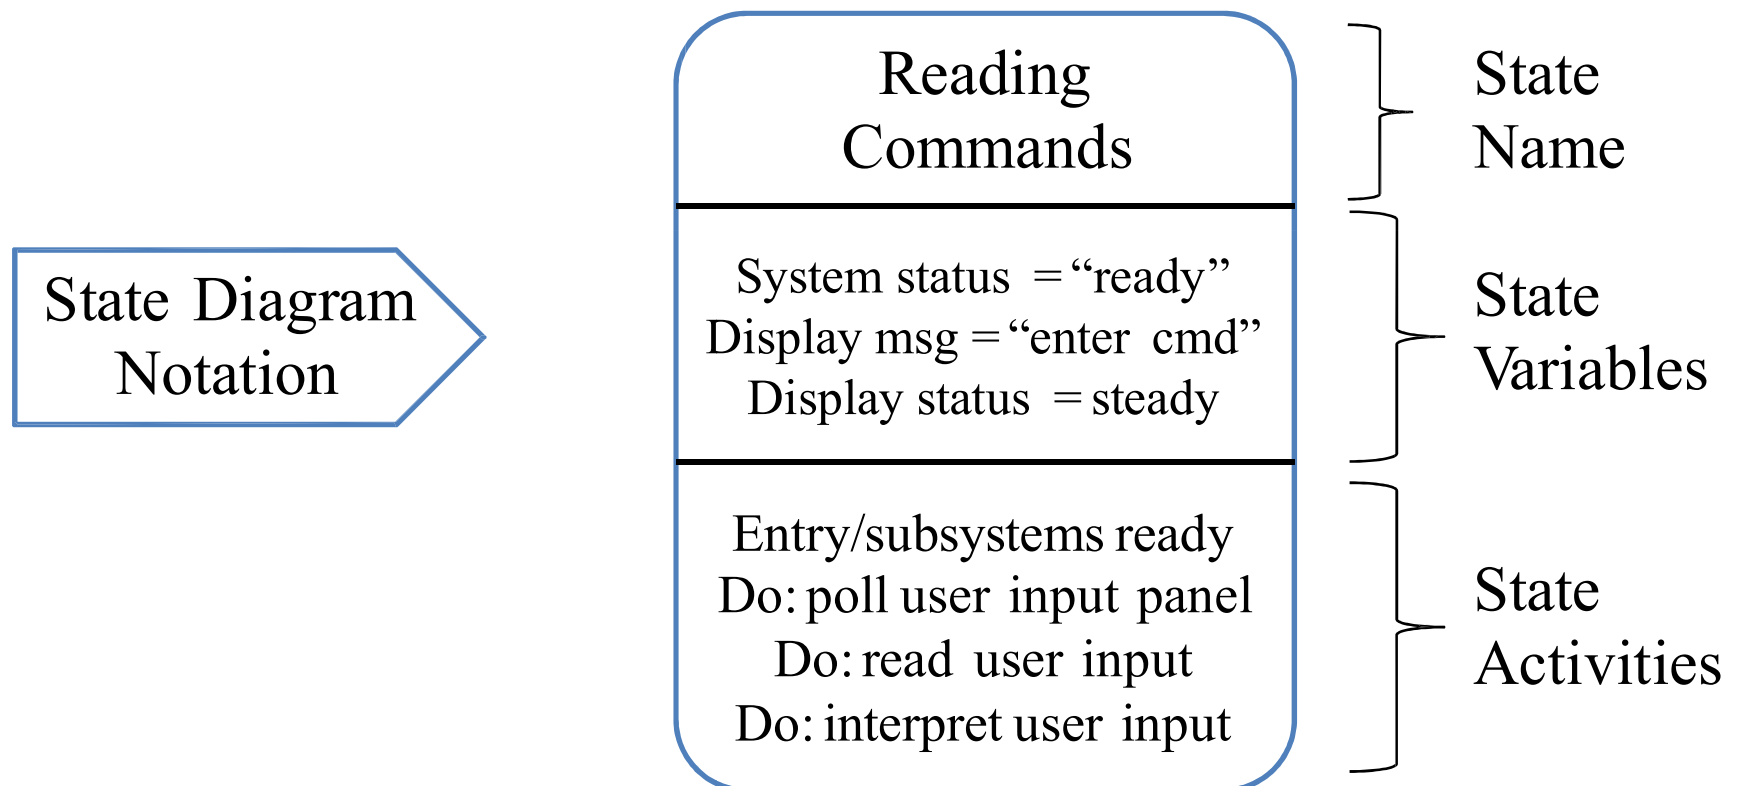 State Diagram
Notation
Reading
Commands
System status = “ready”
Display msg = “enter cmd”
Display status = steady
Entry/subsystems ready
Do: poll user input panel
Do: read user input
Do: interpret user input
State
Name
State
Variables
State
Activities